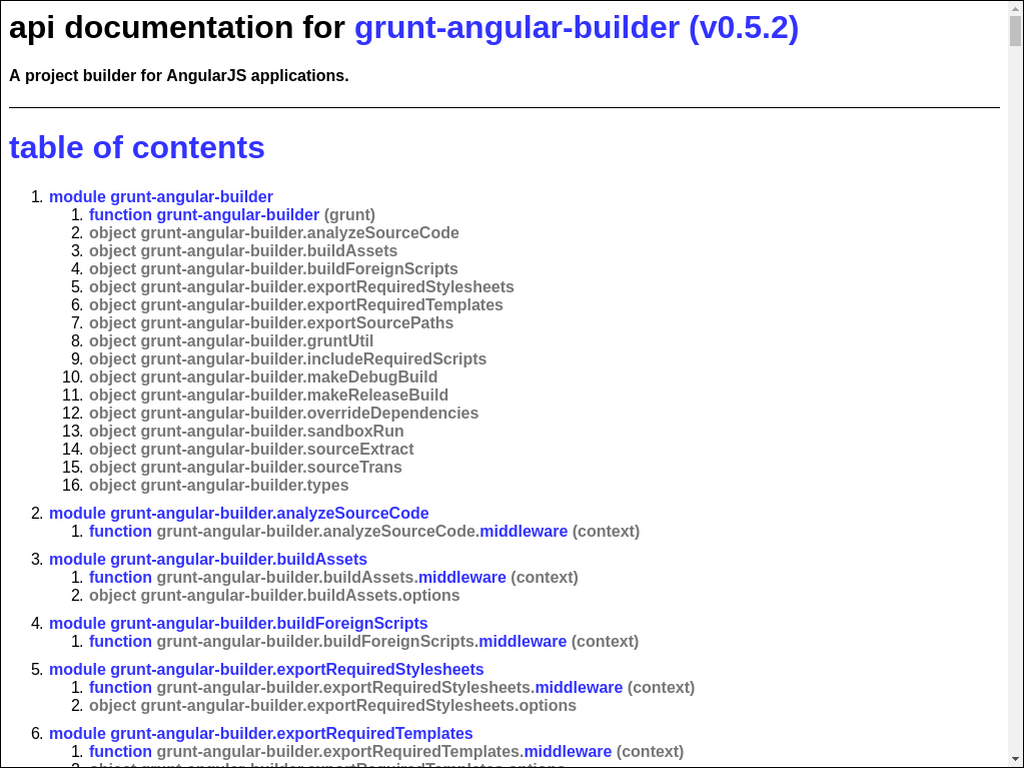 api documentation for grunt-angular-builder (v0.5.2)
A project builder for AngularJS applications.
table of contents
1. module grunt-angular-builder
1. function grunt-angular-builder (grunt)
2. object grunt-angular-builder.analyzeSourceCode
3. object grunt-angular-builder.buildAssets
4. object grunt-angular-builder.buildForeignScripts
5. object grunt-angular-builder.exportRequiredStylesheets
6. object grunt-angular-builder.exportRequiredTemplates
7. object grunt-angular-builder.exportSourcePaths
8. object grunt-angular-builder.gruntUtil
9. object grunt-angular-builder.includeRequiredScripts
10. object grunt-angular-builder.makeDebugBuild
11. object grunt-angular-builder.makeReleaseBuild
12. object grunt-angular-builder.overrideDependencies
13. object grunt-angular-builder.sandboxRun
14. object grunt-angular-builder.sourceExtract
15. object grunt-angular-builder.sourceTrans
16. object grunt-angular-builder.types
2. module grunt-angular-builder.analyzeSourceCode
1. function grunt-angular-builder.analyzeSourceCode.middleware (context)
3. module grunt-angular-builder.buildAssets
1. function grunt-angular-builder.buildAssets.middleware (context)
2. object grunt-angular-builder.buildAssets.options
4. module grunt-angular-builder.buildForeignScripts
1. function grunt-angular-builder.buildForeignScripts.middleware (context)
5. module grunt-angular-builder.exportRequiredStylesheets
1. function grunt-angular-builder.exportRequiredStylesheets.middleware (context)
2. object grunt-angular-builder.exportRequiredStylesheets.options
6. module grunt-angular-builder.exportRequiredTemplates
1. function grunt-angular-builder.exportRequiredTemplates.middleware (context)
2. object grunt-angular-builder.exportRequiredTemplates.options